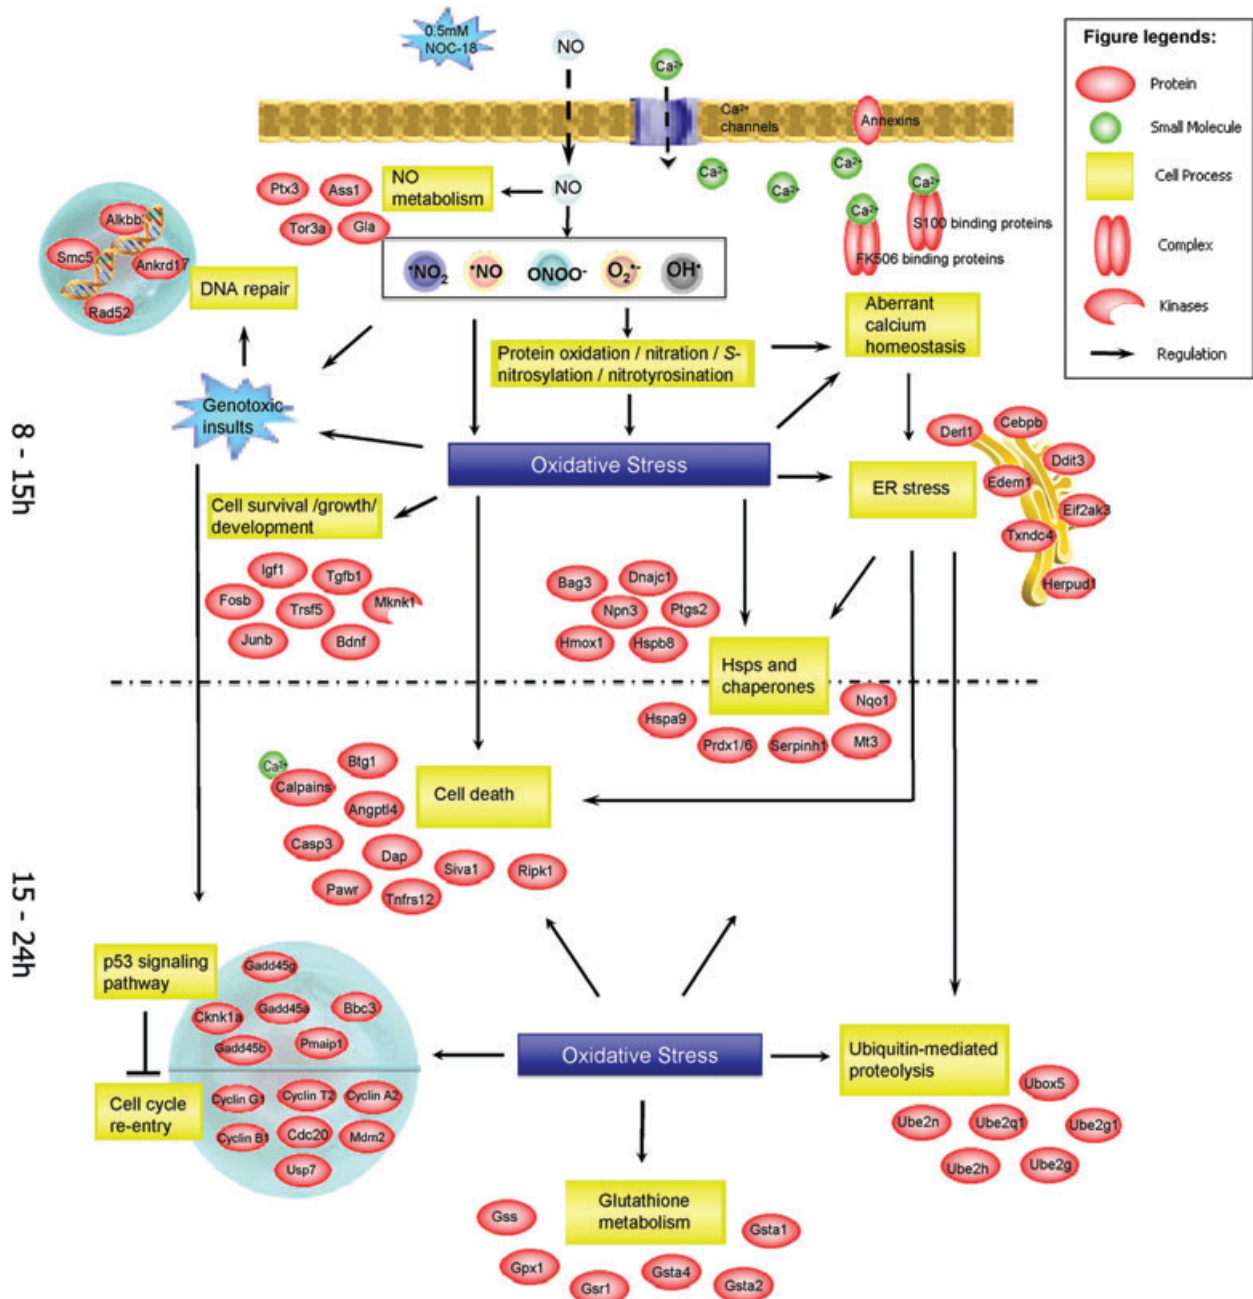 0.5mM
NOC-18
NO
Ca²⁺
Ca²⁺
channels
Annexins
Figure legends:
Protein
Small Molecule
Cell Process
Complex
Kinases
Regulation
Ptx3
Ass1
Tor3a
Gla
NO
metabolism
NO
Ca²⁺
Ca²⁺
Ca²⁺
Ca²⁺
Ca²⁺
S100 binding proteins
FK506 binding proteins
Alkbb
Smc5
Ankrd17
Rad52
DNA repair
•NO₂
•NO
ONOO⁻
O₂•⁻
OH•
Aberrant
calcium
homeostasis
Protein oxidation / nitration / S-
nitrosylation / nitrotyrosination
Genotoxic
insults
8 - 15h
Oxidative Stress
ER stress
Derl1
Cebpb
Ddit3
Edem1
Eif2ak3
Txndc4
Herpud1
Cell survival /growth/
development
Igf1
Tgfb1
Fosb
Trsf5
Mknk1
Junb
Bdnf
Bag3
Dnajc1
Npn3
Ptgs2
Hmox1
Hspb8
Hsps and
chaperones
Nqo1
Hspa9
Prdx1/6
Serpinh1
Mt3
Ca²⁺
Calpains
Btg1
Angptl4
Cell death
Casp3
Dap
Siva1
Ripk1
Pawr
Tnfrs12
15 - 24h
p53 signaling
pathway
Gadd45g
Cknk1a
Gadd45a
Bbc3
Gadd45b
Pmaip1
Cell cycle
re-entry
Cyclin G1
Cyclin T2
Cyclin A2
Cyclin B1
Cdc20
Mdm2
Usp7
Oxidative Stress
Ubiquitin-mediated
proteolysis
Ubox5
Ube2n
Ube2q1
Ube2g1
Ube2h
Ube2g
Glutathione
metabolism
Gss
Gsta1
Gpx1
Gsr1
Gsta4
Gsta2